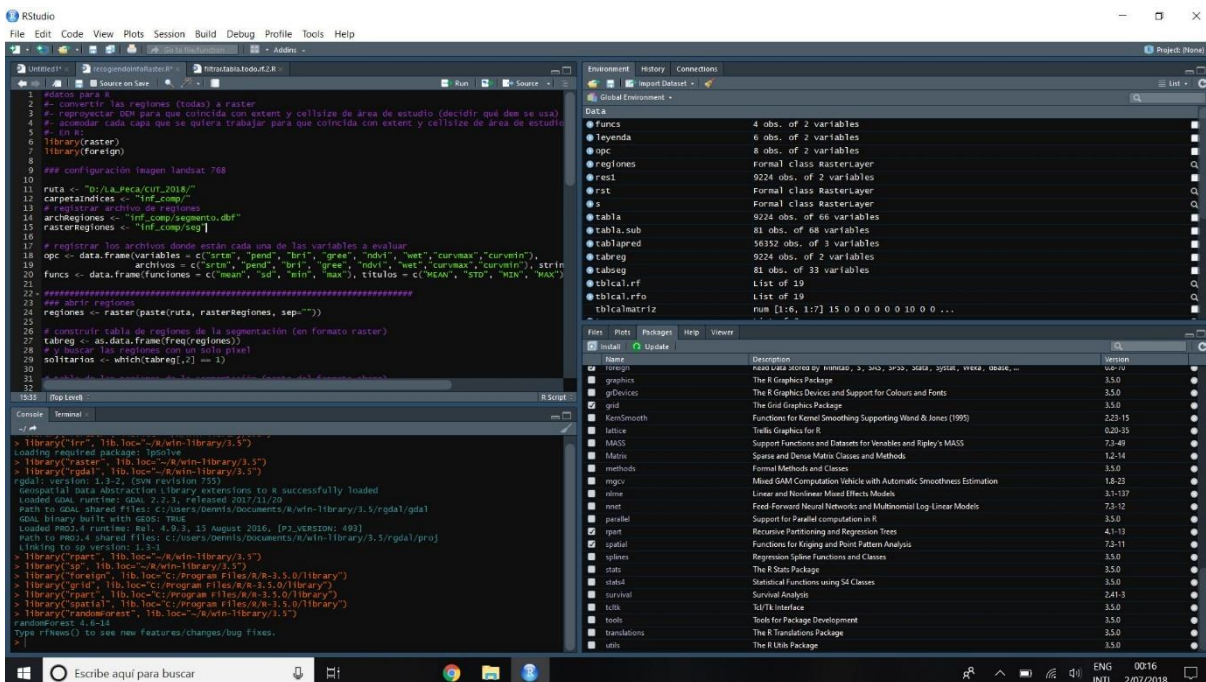 RStudio
File Edit Code View Plots Session Build Debug Profile Tools Help
Go to file/function
Addins
Project: (None)
Untitled1*
recogiendoInfoRaster.R*
filtrar.tabla.todo.rf.2.R
Source on Save
Run
Source
1 #datos para R
2 #- convertir las regiones (todas) a raster
3 #- reproyectar DEM para que coincida con extent y cellsize de área de estudio (decidir qué dem se usa)
4 #- acomodar cada capa que se quiera trabajar para que coincida con extent y cellsize de área de estudio
5 #- En R:
6 library(raster)
7 library(foreign)
8
9 ### configuración imagen landsat 768
10
11 ruta <- "D:/La_Peca/CUT_2018/"
12 carpetaIndices <- "inf_comp/"
13 # registrar archivo de regiones
14 archRegiones <- "inf_comp/segmento.dbf"
15 rasterRegiones <- "inf_comp/seg"
16
17 # registrar los archivos donde están cada una de las variables a evaluar
18 opc <- data.frame(variables = c("srtm", "pend", "bri", "gree", "ndvi", "wet","curvmax","curvmin"),
19 archivos = c("srtm", "pend", "bri", "gree", "ndvi", "wet","curvmax","curvmin"), strin
20 funcs <- data.frame(funciones = c("mean", "sd", "min", "max"), titulos = c("MEAN", "STD", "MIN", "MAX")
21
22
23 ### abrir regiones
24 regiones <- raster(paste(ruta, rasterRegiones, sep=""))
25
26 # construir tabla de regiones de la segmentación (en formato raster)
27 tabreg <- as.data.frame(freq(regiones))
28 # y buscar las regiones con un solo pixel
29 solitarios <- which(tabreg[,2] == 1)
30
31
32
15:33 (Top Level)
R Script
Console Terminal
~/
> library("irr", lib.loc="~/R/win-library/3.5")
Loading required package: lpSolve
> library("raster", lib.loc="~/R/win-library/3.5")
> library("rgdal", lib.loc="~/R/win-library/3.5")
rgdal: version: 1.3-2, (SVN revision 755)
Geospatial Data Abstraction Library extensions to R successfully loaded
Loaded GDAL runtime: GDAL 2.2.3, released 2017/11/20
Path to GDAL shared files: C:/Users/Dennis/Documents/R/win-library/3.5/rgdal/gdal
GDAL binary built with GEOS: TRUE
Loaded PROJ.4 runtime: Rel. 4.9.3, 15 August 2016, [PJ_VERSION: 493]
Path to PROJ.4 shared files: C:/Users/Dennis/Documents/R/win-library/3.5/rgdal/proj
Linking to sp version: 1.3-1
> library("rpart", lib.loc="~/R/win-library/3.5")
> library("sp", lib.loc="~/R/win-library/3.5")
> library("foreign", lib.loc="C:/Program Files/R/R-3.5.0/library")
> library("grid", lib.loc="C:/Program Files/R/R-3.5.0/library")
> library("rpart", lib.loc="C:/Program Files/R/R-3.5.0/library")
> library("spatial", lib.loc="C:/Program Files/R/R-3.5.0/library")
> library("randomForest", lib.loc="~/R/win-library/3.5")
randomForest 4.6-14
Type rfNews() to see new features/changes/bug fixes.
>
Environment History Connections
Import Dataset
List
Global Environment
Data
funcs 4 obs. of 2 variables
leyenda 6 obs. of 2 variables
opc 8 obs. of 2 variables
regiones Formal class RasterLayer
res1 9224 obs. of 2 variables
rst Formal class RasterLayer
s Formal class RasterLayer
tabla 9224 obs. of 66 variables
tabla.sub 81 obs. of 68 variables
tablapred 56352 obs. of 3 variables
tabreg 9224 obs. of 2 variables
tabseg 81 obs. of 33 variables
tblcal.rf List of 19
tblcal.rfo List of 19
tblcalmatriz num [1:6, 1:7] 15 0 0 0 0 0 0 10 0 0 ...
Files Plots Packages Help Viewer
Install Update
Name Description Version
foreign Read Data Stored by 'Minitab', 'S', 'SAS', 'SPSS', 'Stata', 'Systat', 'Weka', 'dBase', ... 0.8-70
graphics The R Graphics Package 3.5.0
grDevices The R Graphics Devices and Support for Colours and Fonts 3.5.0
grid The Grid Graphics Package 3.5.0
KernSmooth Functions for Kernel Smoothing Supporting Wand & Jones (1995) 2.23-15
lattice Trellis Graphics for R 0.20-35
MASS Support Functions and Datasets for Venables and Ripley's MASS 7.3-49
Matrix Sparse and Dense Matrix Classes and Methods 1.2-14
methods Formal Methods and Classes 3.5.0
mgcv Mixed GAM Computation Vehicle with Automatic Smoothness Estimation 1.8-23
nlme Linear and Nonlinear Mixed Effects Models 3.1-137
nnet Feed-Forward Neural Networks and Multinomial Log-Linear Models 7.3-12
parallel Support for Parallel computation in R 3.5.0
rpart Recursive Partitioning and Regression Trees 4.1-13
spatial Functions for Kriging and Point Pattern Analysis 7.3-11
splines Regression Spline Functions and Classes 3.5.0
stats The R Stats Package 3.5.0
stats4 Statistical Functions using S4 Classes 3.5.0
survival Survival Analysis 2.41-3
tcltk Tcl/Tk Interface 3.5.0
tools Tools for Package Development 3.5.0
translations The R Translations Package 3.5.0
utils The R Utils Package 3.5.0
Escribe aquí para buscar
ENG 00:16
INTL 2/07/2018